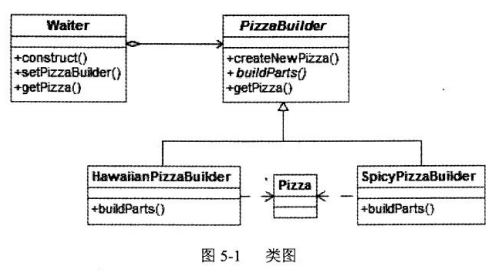 Waiter
+construct()
+setPizzaBuilder()
+getPizza()
PizzaBuilder
+createNewPizza()
+buildParts()
+getPizza()
HawaiianPizzaBuilder
+buildParts()
Pizza
SpicyPizzaBuilder
+buildParts()
图 5-1 类图